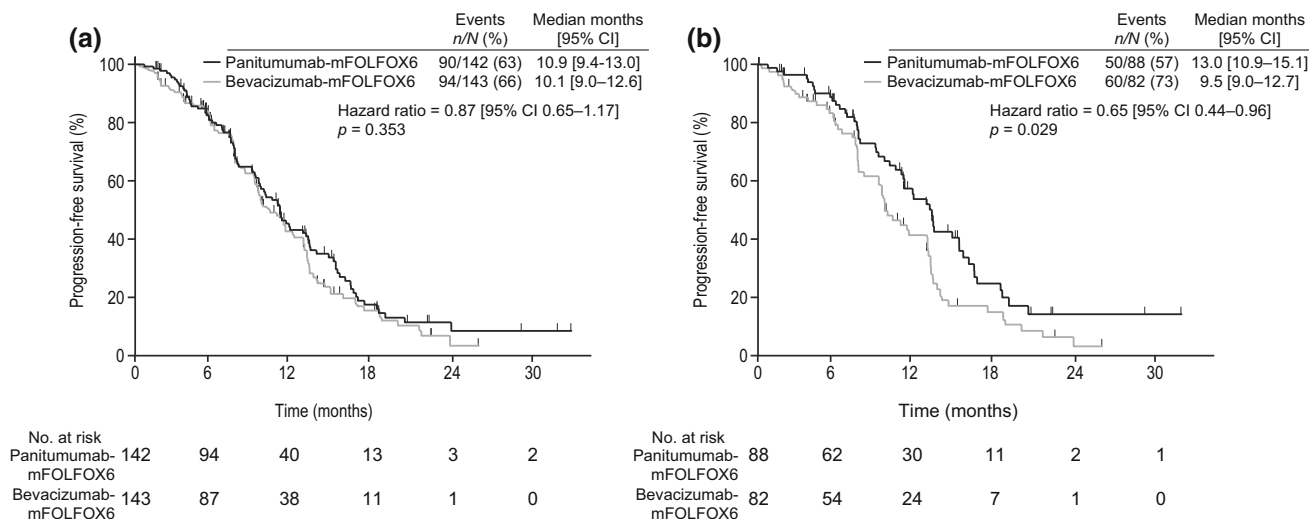 (a)
Events Median months
n/N (%) [95% CI]
Panitumumab-mFOLFOX6 90/142 (63) 10.9 [9.4-13.0]
Bevacizumab-mFOLFOX6 94/143 (66) 10.1 [9.0–12.6]
Hazard ratio = 0.87 [95% CI 0.65–1.17]
p = 0.353
Progression-free survival (%)
100
80
60
40
20
0
0 6 12 18 24 30
Time (months)
No. at risk
Panitumumab- 142 94 40 13 3 2
mFOLFOX6
Bevacizumab- 143 87 38 11 1 0
mFOLFOX6
(b)
Events Median months
n/N (%) [95% CI]
Panitumumab-mFOLFOX6 50/88 (57) 13.0 [10.9–15.1]
Bevacizumab-mFOLFOX6 60/82 (73) 9.5 [9.0–12.7]
Hazard ratio = 0.65 [95% CI 0.44–0.96]
p = 0.029
Progression-free survival (%)
100
80
60
40
20
0
0 6 12 18 24 30
Time (months)
No. at risk
Panitumumab- 88 62 30 11 2 1
mFOLFOX6
Bevacizumab- 82 54 24 7 1 0
mFOLFOX6